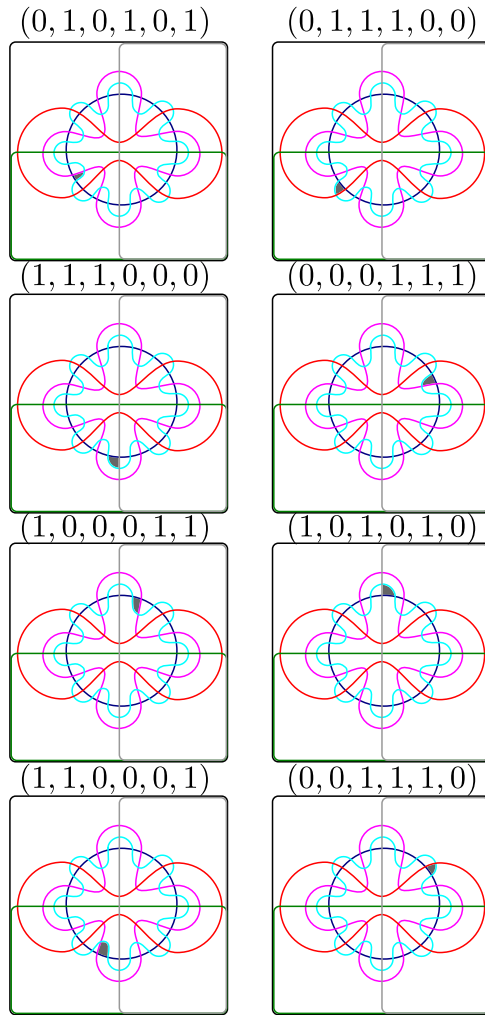 (0, 1, 0, 1, 0, 1) (0, 1, 1, 1, 0, 0)
(1, 1, 1, 0, 0, 0) (0, 0, 0, 1, 1, 1)
(1, 0, 0, 0, 1, 1) (1, 0, 1, 0, 1, 0)
(1, 1, 0, 0, 0, 1) (0, 0, 1, 1, 1, 0)